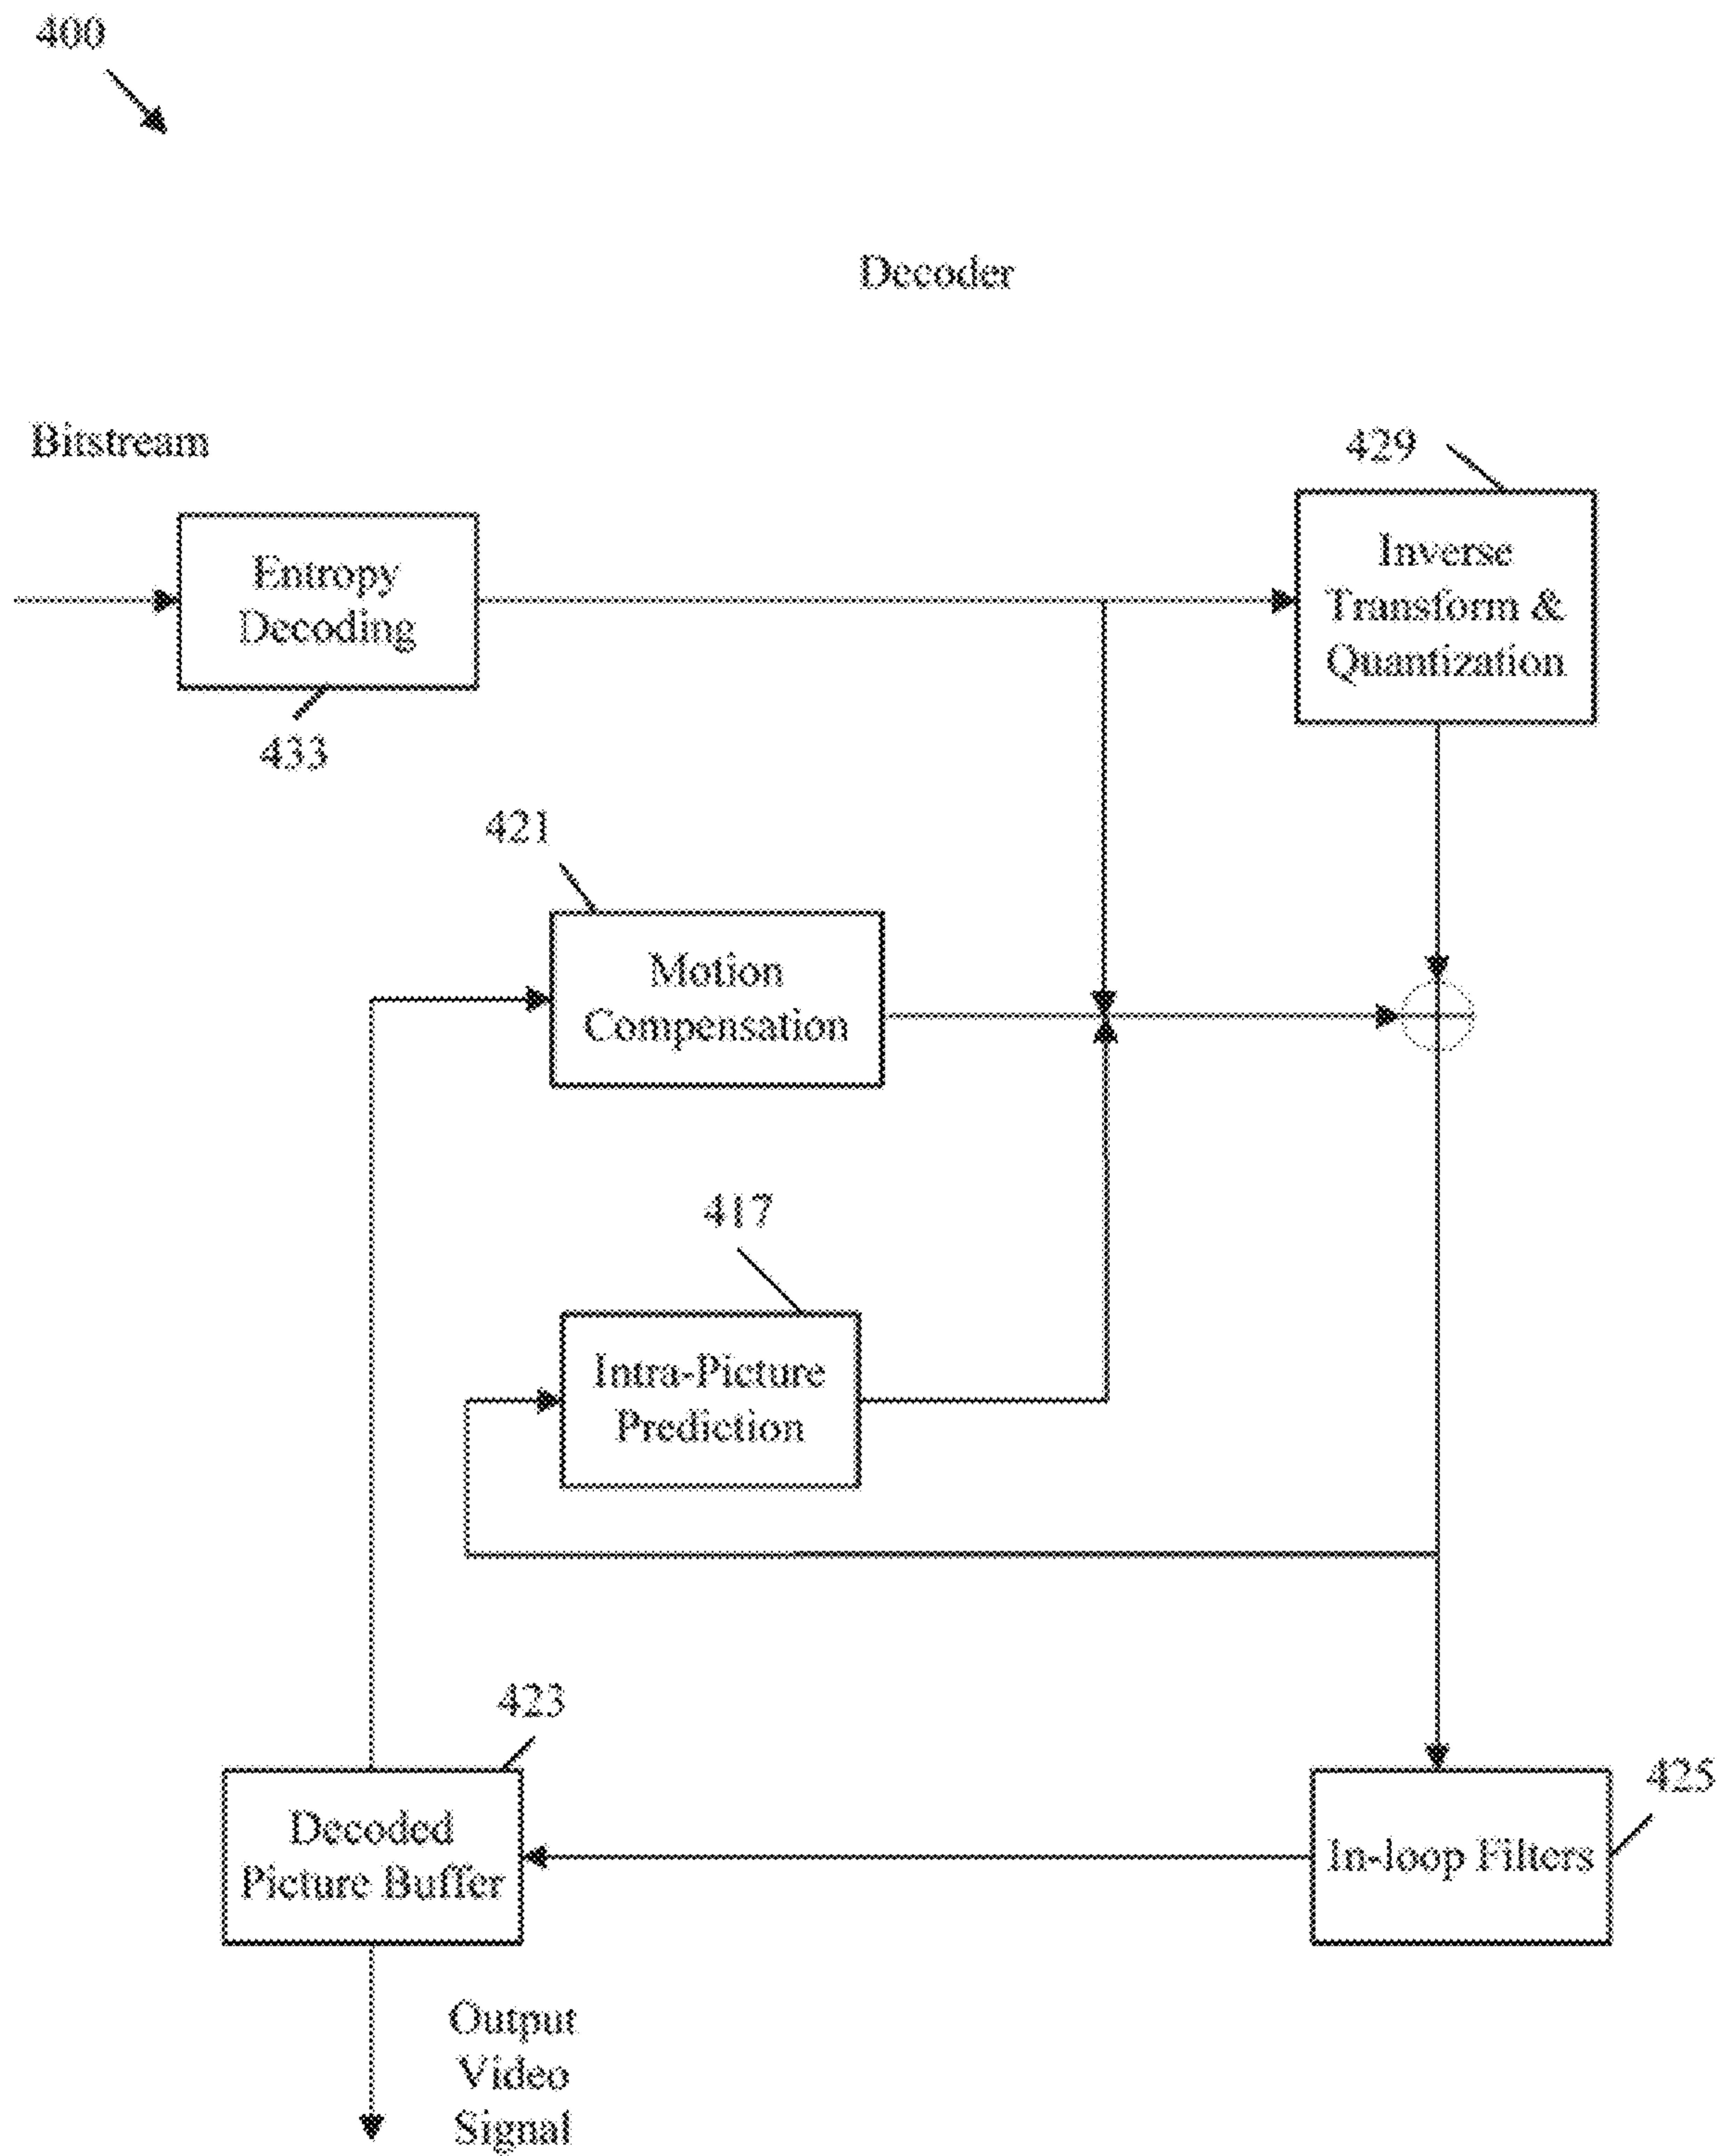 400
Decoder
Bitstream
429
Entropy
Decoding
Inverse
Transform &
Quantization
433
421
Motion
Compensation
417
Intra-Picture
Prediction
423
425
Decoded
Picture Buffer
In-loop Filters
Output
Video
Signal